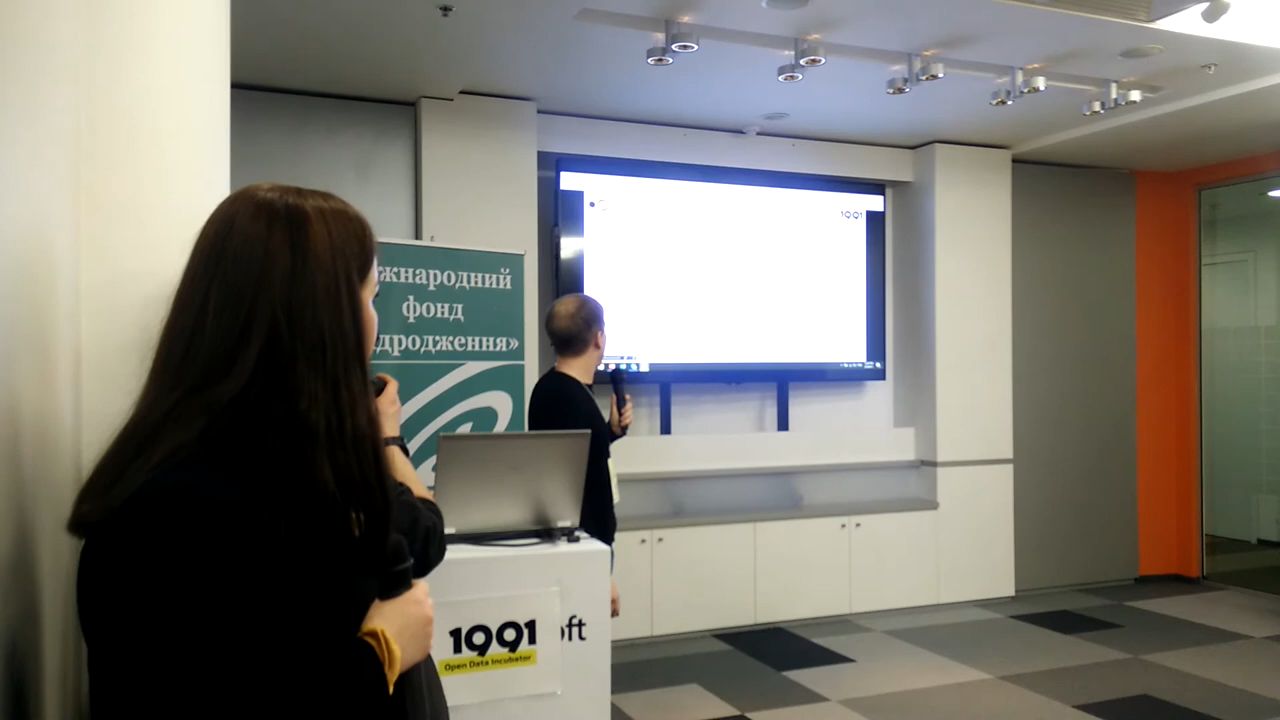 жнародний
фонд
дродження»
1991
1991
Open Data Incubator
oft